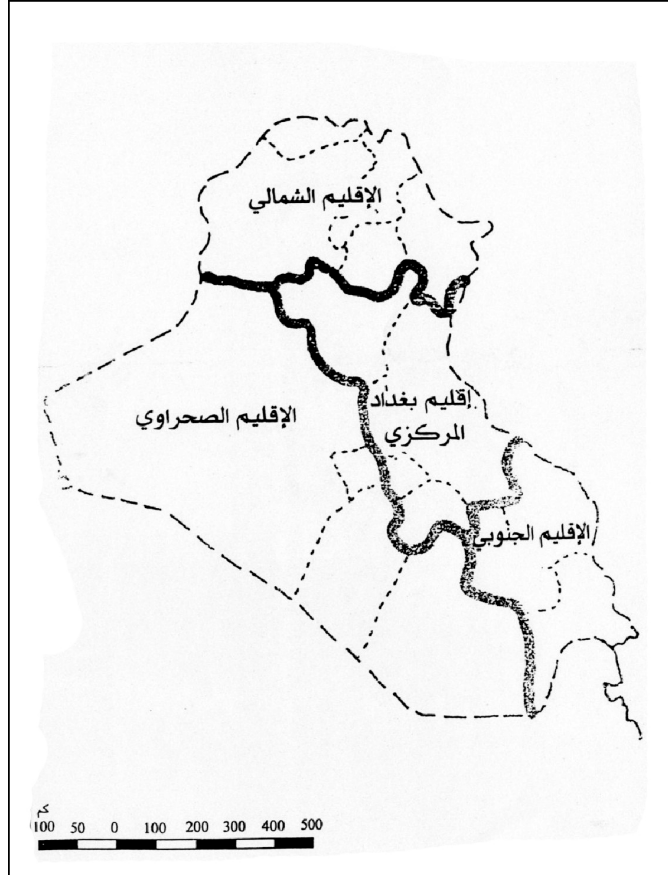 الإقليم الشمالي
الإقليم الصحراوي
إقليم بغداد
المركزي
الإقليم الجنوبي
كم
100 50 0 100 200 300 400 500